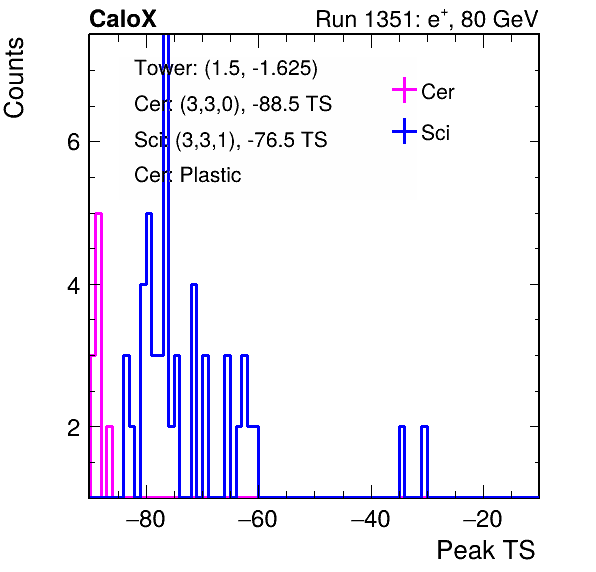 CaloX Run 1351: e⁺, 80 GeV
Counts
Tower: (1.5, -1.625)
Cer: (3,3,0), -88.5 TS
Sci: (3,3,1), -76.5 TS
Cer: Plastic
Cer
Sci
6
4
2
−80 −60 −40 −20
Peak TS